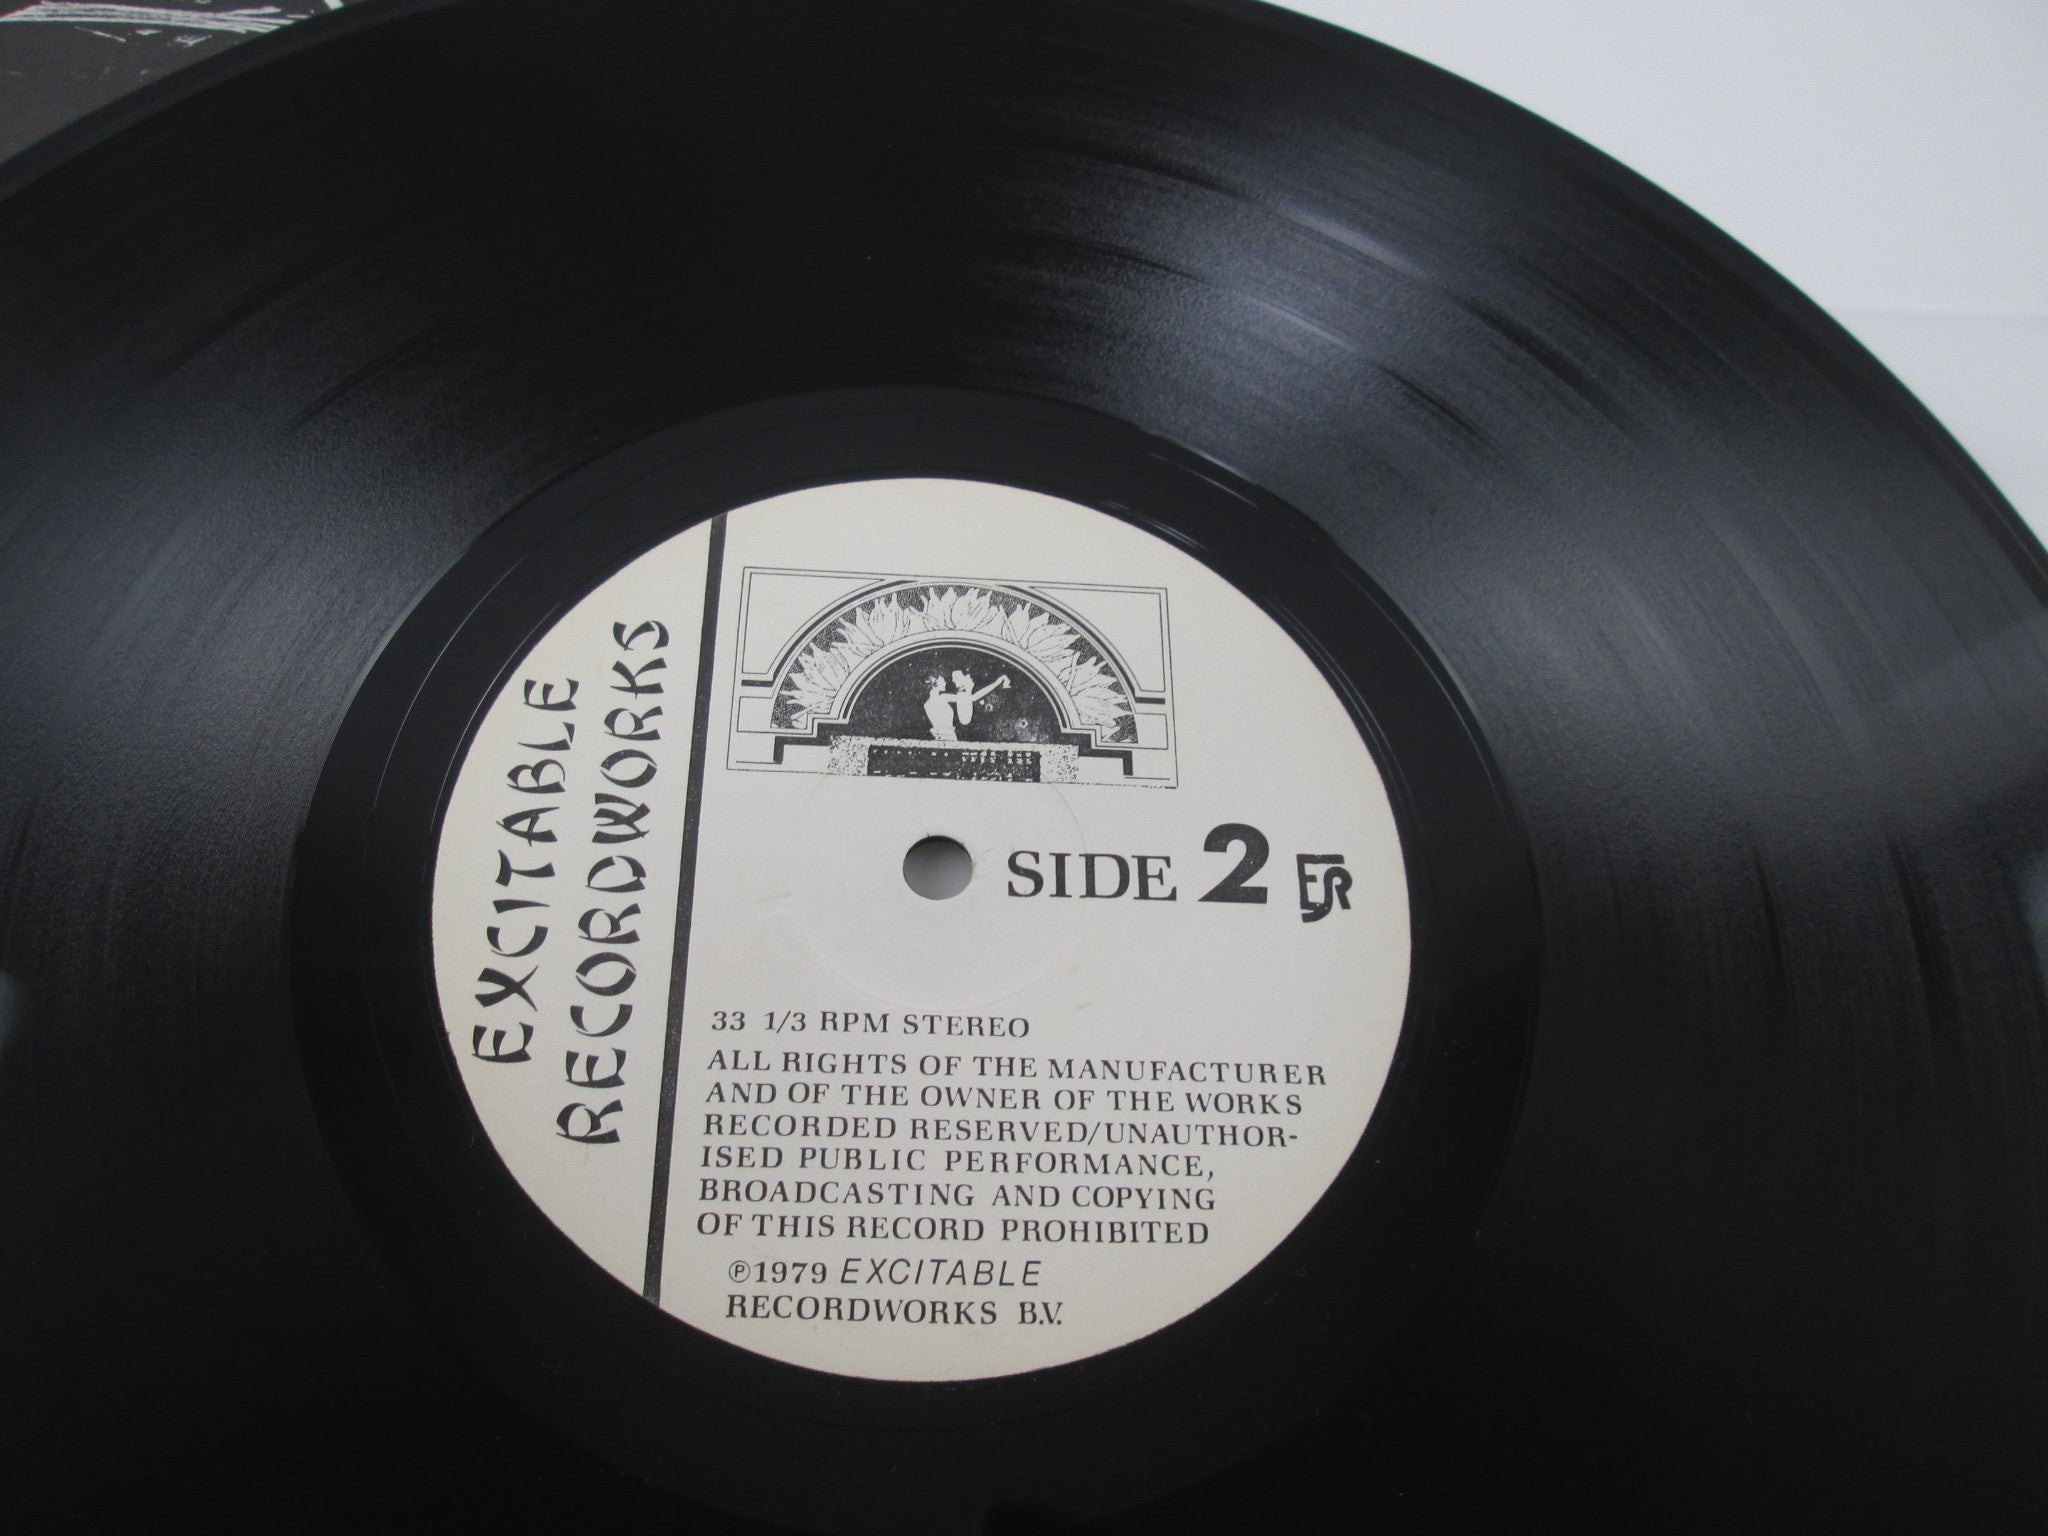 EXCITABLE
RECORDWORKS
SIDE 2
33 1/3 RPM STEREO
ALL RIGHTS OF THE MANUFACTURER
AND OF THE OWNER OF THE WORKS
RECORDED RESERVED/UNAUTHOR-
ISED PUBLIC PERFORMANCE,
BROADCASTING AND COPYING
OF THIS RECORD PROHIBITED
℗1979 EXCITABLE
RECORDWORKS B.V.